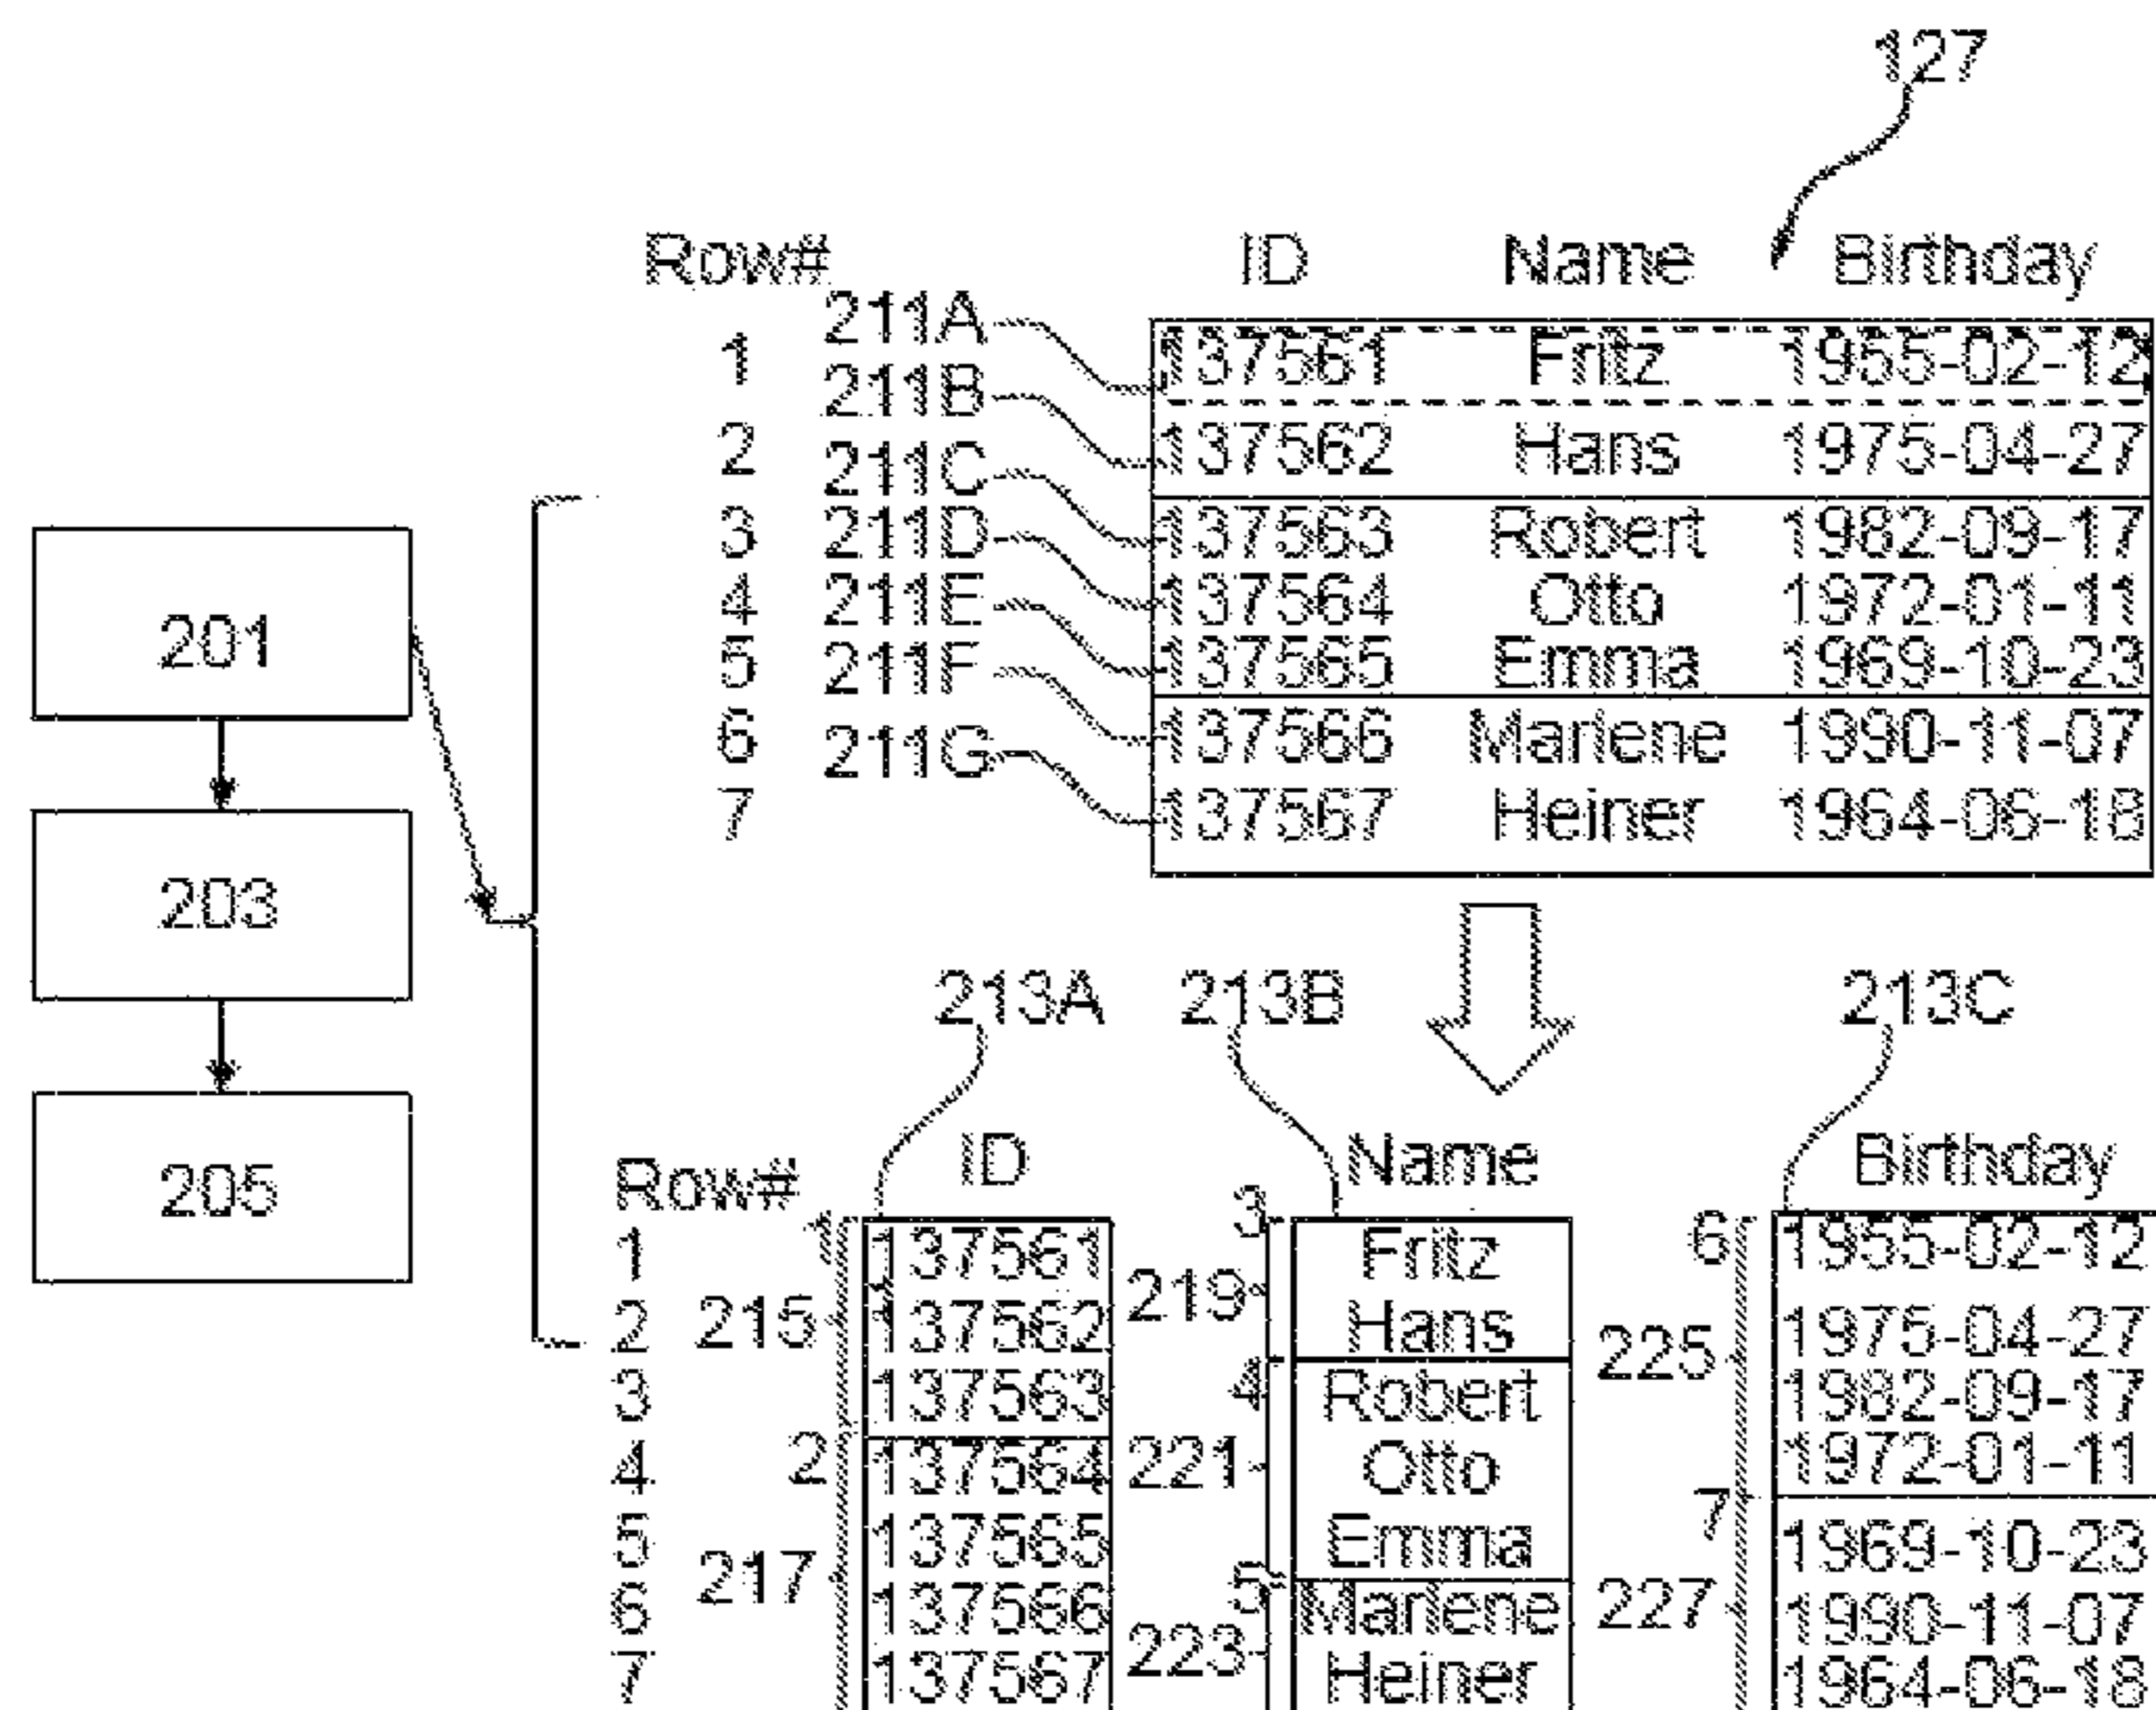 127
Row# ID Name Birthday
211A
1 137561 Fritz 1955-02-12
211B
2 137562 Hans 1975-04-27
211C
3 211D 137563 Robert 1982-09-17
4 211E 137564 Otto 1972-01-11
5 211F 137565 Emma 1969-10-23
6 211G 137566 Marlene 1990-11-07
7 137567 Heiner 1964-06-18
201
203
205
213A 213B 213C
Row# ID Name Birthday
1 1 137561 3 Fritz 6 1955-02-12
2 215 137562 219 Hans 225 1975-04-27
3 137563 4 Robert 1982-09-17
4 2 137564 221 Otto 1972-01-11
5 137565 Emma 7 1969-10-23
6 217 137566 5 Marlene 227 1990-11-07
7 137567 223 Heiner 1964-06-18